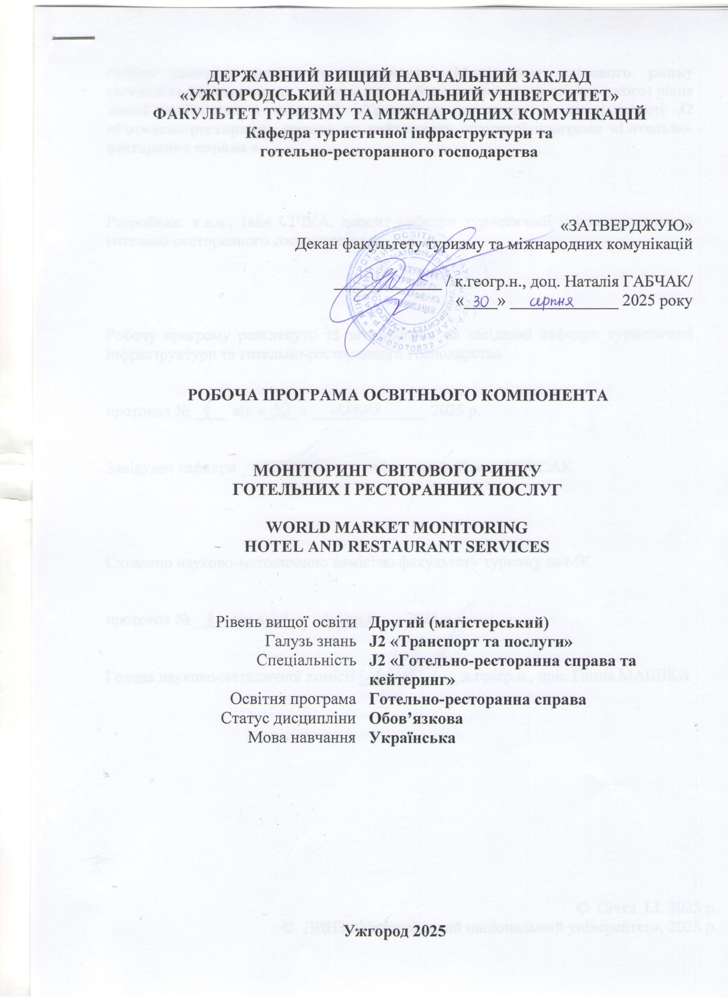 ДЕРЖАВНИЙ ВИЩИЙ НАВЧАЛЬНИЙ ЗАКЛАД
«УЖГОРОДСЬКИЙ НАЦІОНАЛЬНИЙ УНІВЕРСИТЕТ»
ФАКУЛЬТЕТ ТУРИЗМУ ТА МІЖНАРОДНИХ КОМУНІКАЦІЙ
Кафедра туристичної інфраструктури та
готельно-ресторанного господарства
«ЗАТВЕРДЖУЮ»
Декан факультету туризму та міжнародних комунікацій
/ к.геогр.н., доц. Наталія ГАБЧАК/
«30» серпня 2025 року
РОБОЧА ПРОГРАМА ОСВІТНЬОГО КОМПОНЕНТА
МОНІТОРИНГ СВІТОВОГО РИНКУ
ГОТЕЛЬНИХ І РЕСТОРАННИХ ПОСЛУГ
WORLD MARKET MONITORING
HOTEL AND RESTAURANT SERVICES
Рівень вищої освіти Другий (магістерський)
Галузь знань J2 «Транспорт та послуги»
Спеціальність J2 «Готельно-ресторанна справа та
кейтеринг»
Освітня програма Готельно-ресторанна справа
Статус дисципліни Обов’язкова
Мова навчання Українська
Ужгород 2025